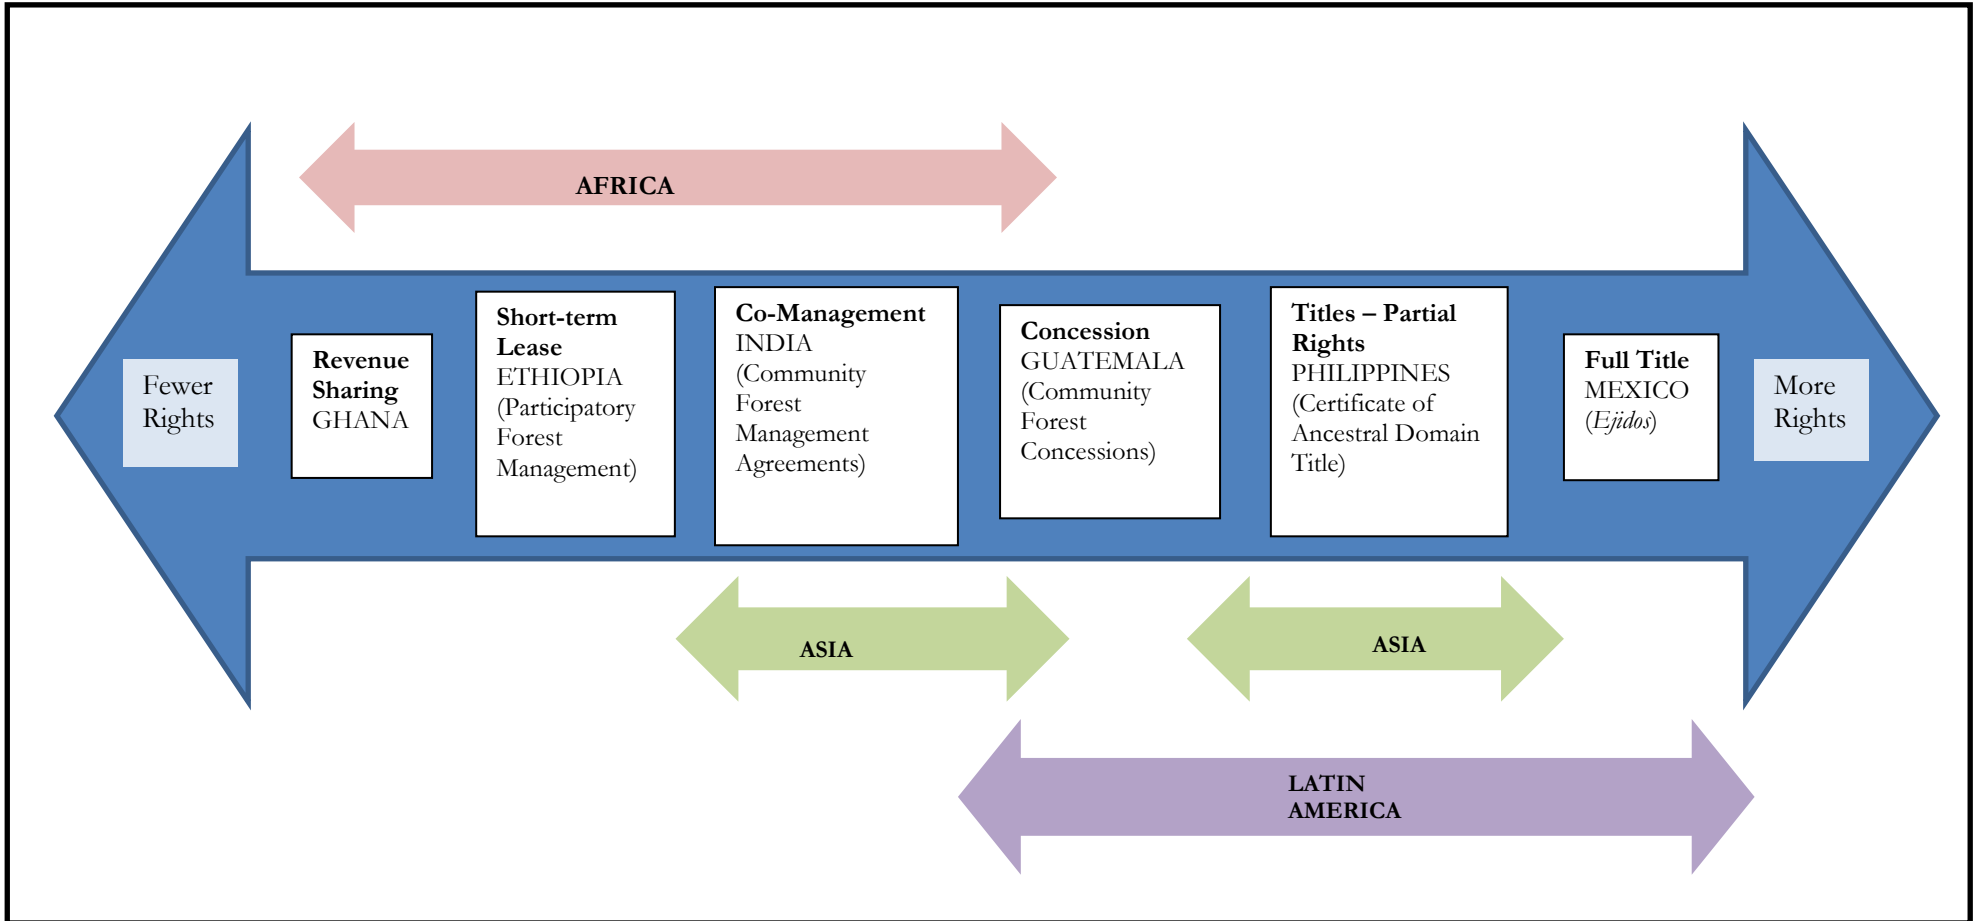 AFRICA
Fewer
Rights
Revenue
Sharing
GHANA
Short-term
Lease
ETHIOPIA
(Participatory
Forest
Management)
Co-Management
INDIA
(Community
Forest
Management
Agreements)
Concession
GUATEMALA
(Community
Forest
Concessions)
Titles – Partial
Rights
PHILIPPINES
(Certificate of
Ancestral Domain
Title)
Full Title
MEXICO
(Ejidos)
More
Rights
ASIA
ASIA
LATIN
AMERICA